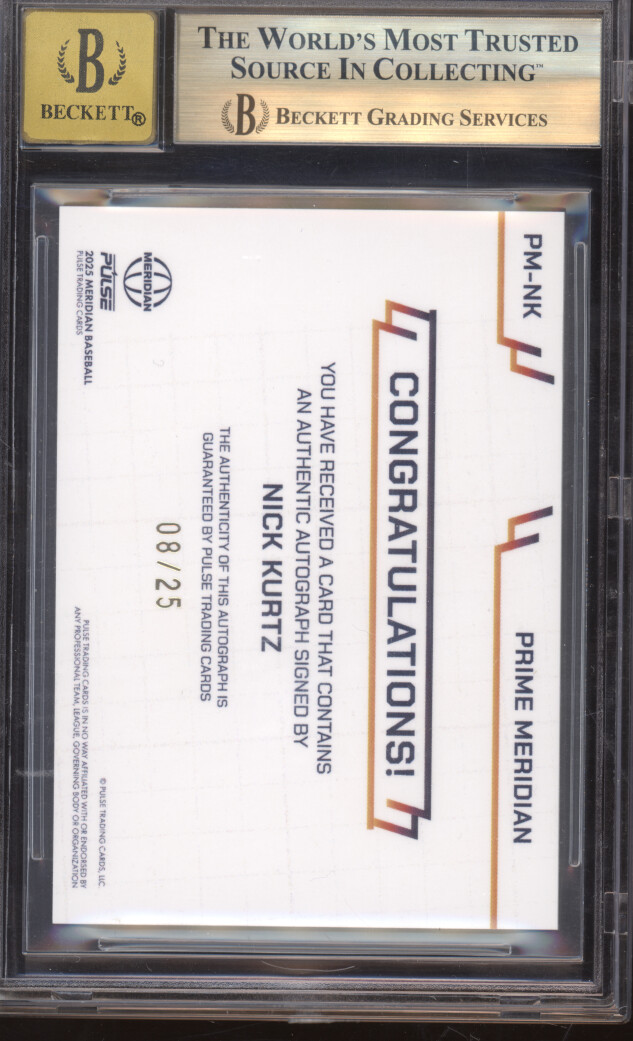 B
BECKETT®
THE WORLD'S MOST TRUSTED
SOURCE IN COLLECTING™
B BECKETT GRADING SERVICES
PM-NK
PRIME MERIDIAN
CONGRATULATIONS!
YOU HAVE RECEIVED A CARD THAT CONTAINS
AN AUTHENTIC AUTOGRAPH SIGNED BY
NICK KURTZ
THE AUTHENTICITY OF THIS AUTOGRAPH IS
GUARANTEED BY PULSE TRADING CARDS
08/25
MERIDIAN
PULSE
2025 MERIDIAN BASEBALL
PULSE TRADING CARDS
© PULSE TRADING CARDS, LLC.
PULSE TRADING CARDS IS IN NO WAY AFFILIATED WITH OR ENDORSED BY
ANY PROFESSIONAL TEAM, LEAGUE, GOVERNING BODY OR ORGANIZATION